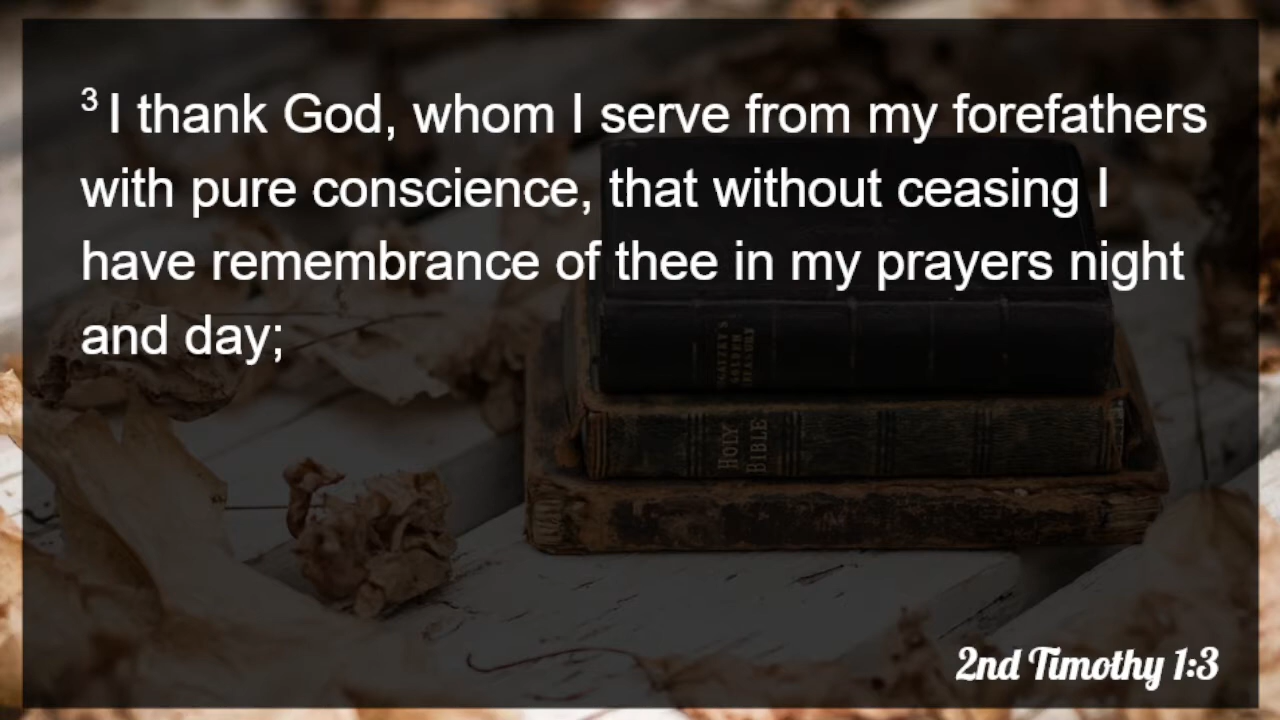 3 I thank God, whom I serve from my forefathers
with pure conscience, that without ceasing I
have remembrance of thee in my prayers night
and day;
HOLY
BIBLE
2nd Timothy 1:3